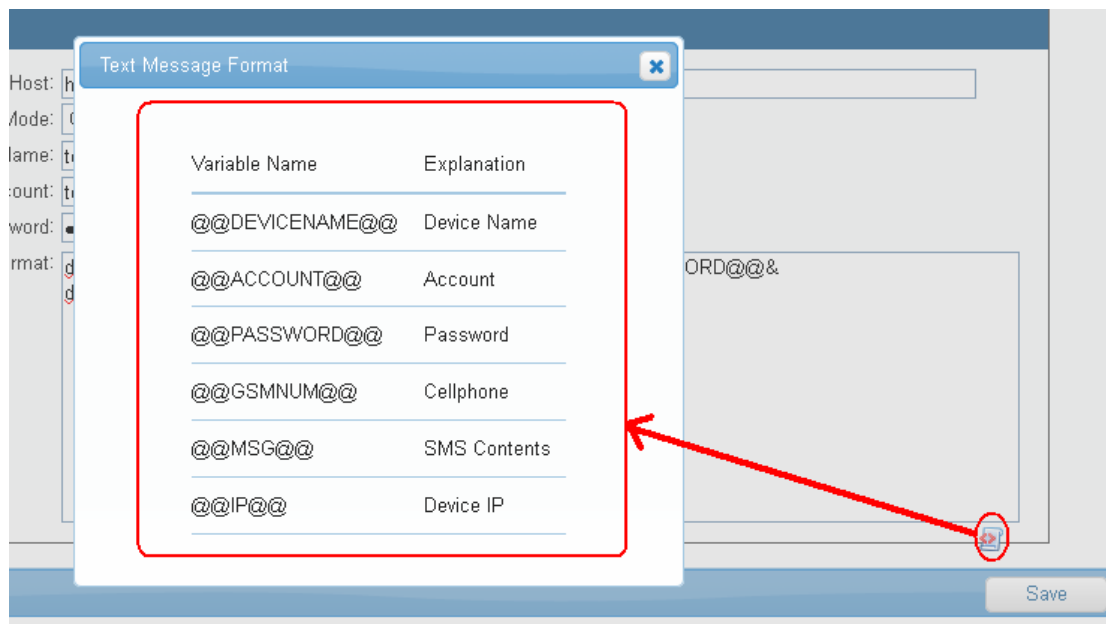 Text Message Format
Host: h
Mode:
Name: t
count: t
word:
rmat: d ORD@@&
d
Variable Name Explanation
@@DEVICENAME@@ Device Name
@@ACCOUNT@@ Account
@@PASSWORD@@ Password
@@GSMNUM@@ Cellphone
@@MSG@@ SMS Contents
@@IP@@ Device IP
Save